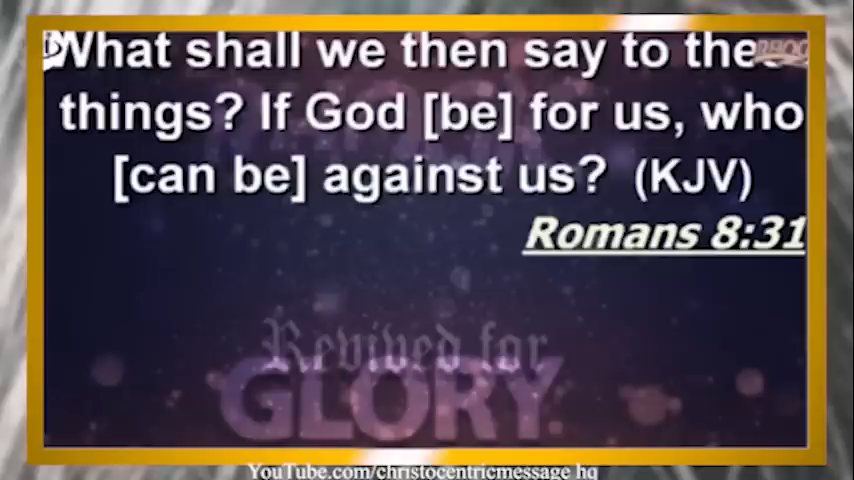 What shall we then say to the
things? If God [be] for us, who
[can be] against us? (KJV)
Romans 8:31
Revived for
GLORY
YouTube.com/christocentricmessage hq